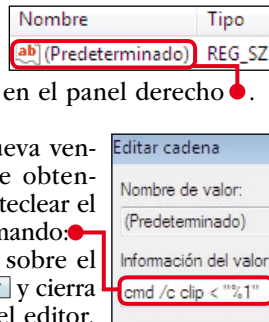 Nombre Tipo
ab (Predeterminado) REG_SZ
en el panel derecho .
ueva ven-
e obten-
teclear el
mando:
sobre el
y cierra
el editor.
Editar cadena
Nombre de valor:
(Predeterminado)
Información del valor
cmd /c clip < "%1"